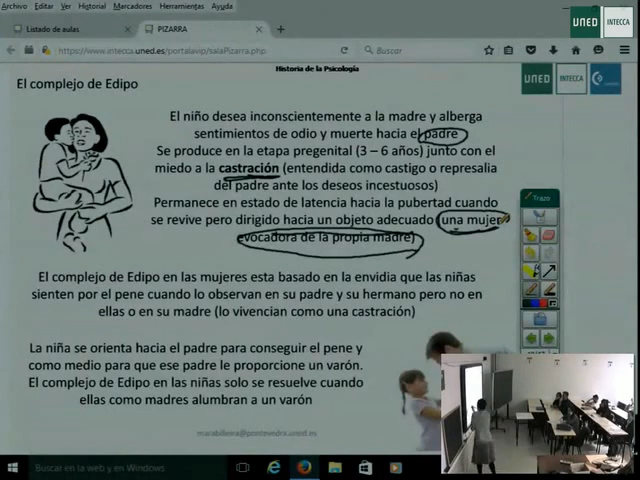 Archivo Editar Ver Historial Marcadores Herramientas Ayuda
Listado de aulas
PIZARRA
https://www.intecca.uned.es/portalavip/salaPizarra.php
Buscar
UNED INTECCA
Historia de la Psicología
El complejo de Edipo
UNED INTECCA
El niño desea inconscientemente a la madre y alberga
sentimientos de odio y muerte hacia el padre
Se produce en la etapa pregenital (3 – 6 años) junto con el
miedo a la castración (entendida como castigo o represalia
del padre ante los deseos incestuosos)
Permanece en estado de latencia hacia la pubertad cuando
se revive pero dirigido hacia un objeto adecuado (una mujer
evocadora de la propia madre)
Trazo
El complejo de Edipo en las mujeres esta basado en la envidia que las niñas
sienten por el pene cuando lo observan en su padre y su hermano pero no en
ellas o en su madre (lo vivencian como una castración)
La niña se orienta hacia el padre para conseguir el pene y
como medio para que ese padre le proporcione un varón.
El complejo de Edipo en las niñas solo se resuelve cuando
ellas como madres alumbran a un varón
Buscar en la web y en Windows